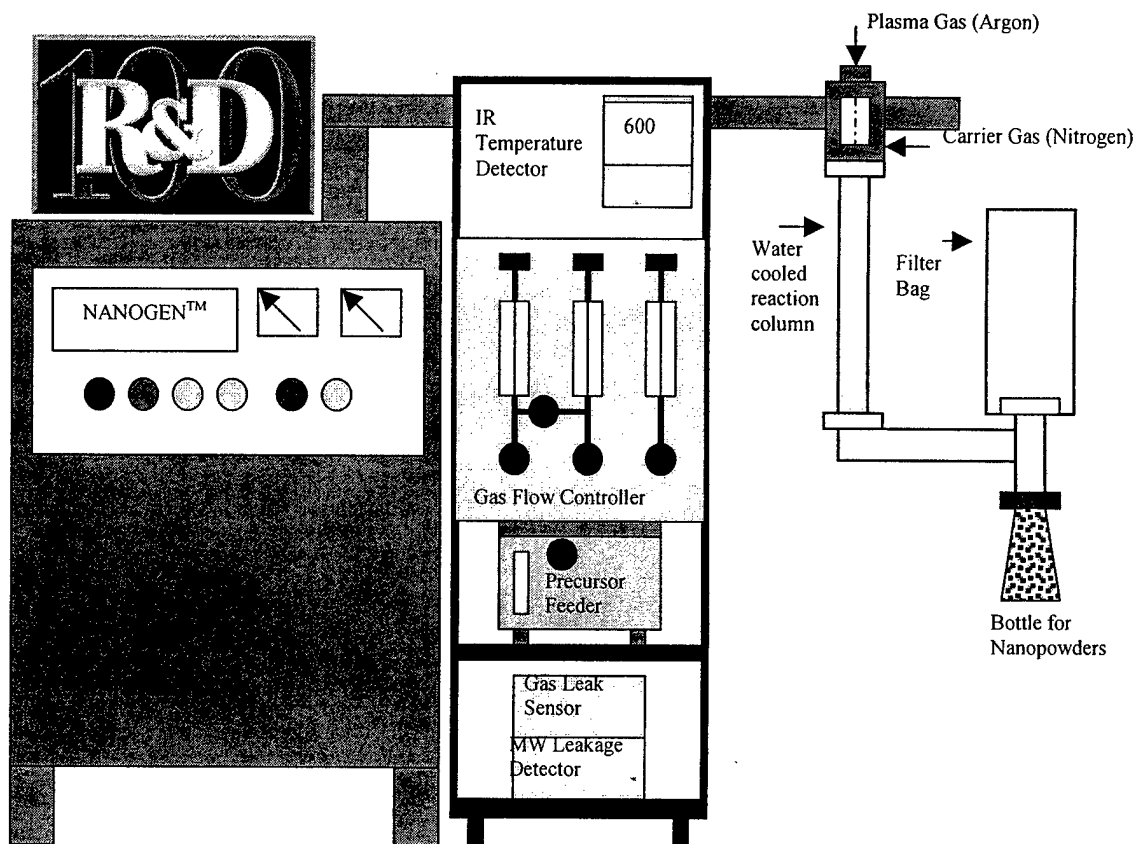 Plasma Gas (Argon)
100
R&D
IR
Temperature
Detector
600
Carrier Gas (Nitrogen)
Water
cooled
reaction
column
Filter
Bag
NANOGEN™
Gas Flow Controller
Precursor
Feeder
Bottle for
Nanopowders
Gas Leak
Sensor
MW Leakage
Detector